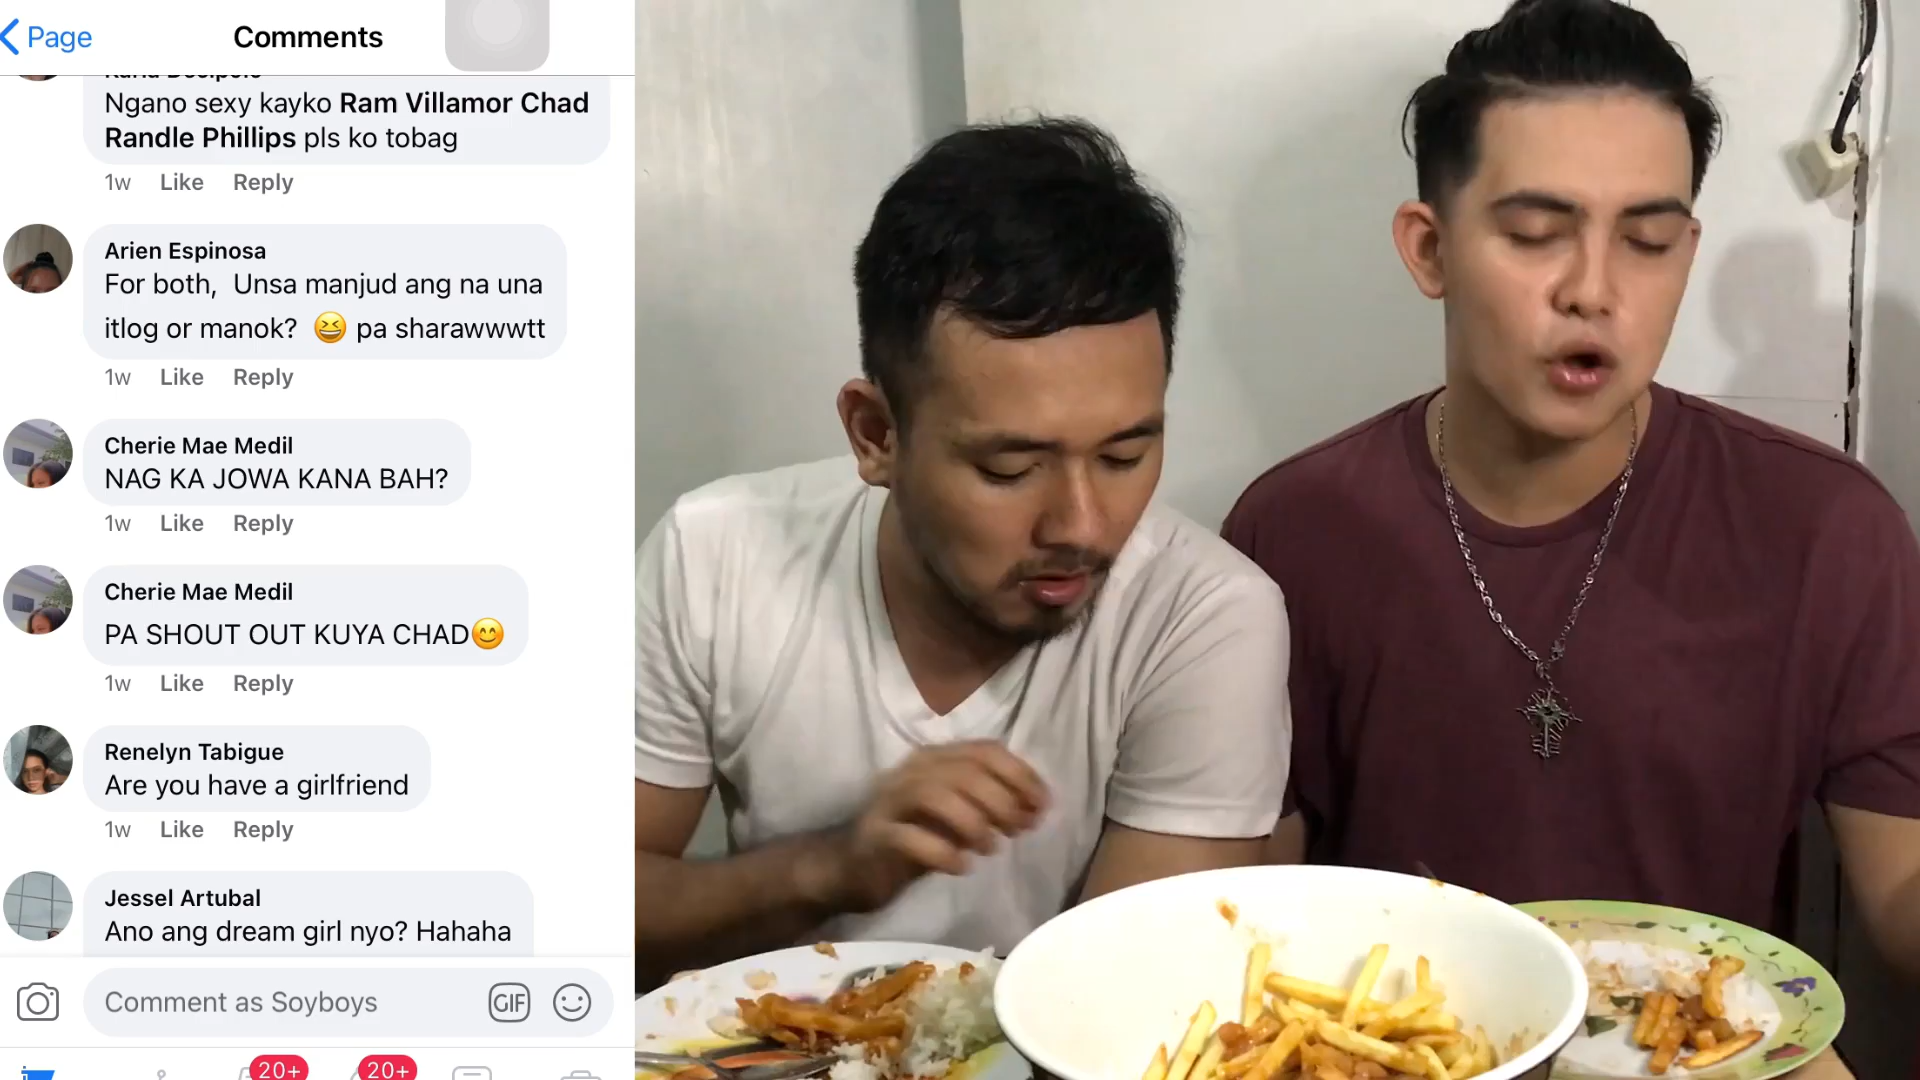 Page
Comments
Ngano sexy kayko Ram Villamor Chad
Randle Phillips pls ko tobag
1w Like Reply
Arien Espinosa
For both, Unsa manjud ang na una
itlog or manok? 😆 pa sharawwwtt
1w Like Reply
Cherie Mae Medil
NAG KA JOWA KANA BAH?
1w Like Reply
Cherie Mae Medil
PA SHOUT OUT KUYA CHAD😊
1w Like Reply
Renelyn Tabigue
Are you have a girlfriend
1w Like Reply
Jessel Artubal
Ano ang dream girl nyo? Hahaha
Comment as Soyboys
GIF
20+
20+